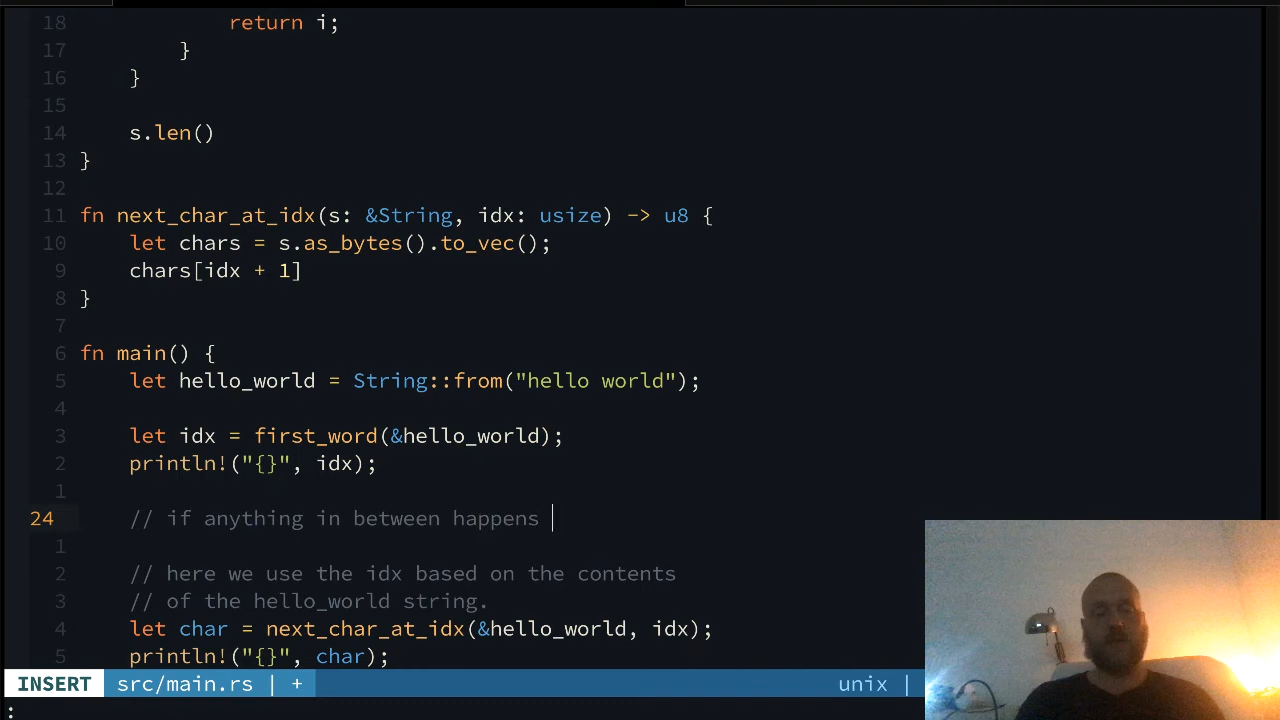 18 return i;
17 }
16 }
15
14 s.len()
13 }
12
11 fn next_char_at_idx(s: &String, idx: usize) -> u8 {
10 let chars = s.as_bytes().to_vec();
9 chars[idx + 1]
8 }
7
6 fn main() {
5 let hello_world = String::from("hello world");
4
3 let idx = first_word(&hello_world);
2 println!("{}", idx);
1
24 // if anything in between happens
1
2 // here we use the idx based on the contents
3 // of the hello_world string.
4 let char = next_char_at_idx(&hello_world, idx);
5 println!("{}", char);
INSERT src/main.rs | + unix |
: